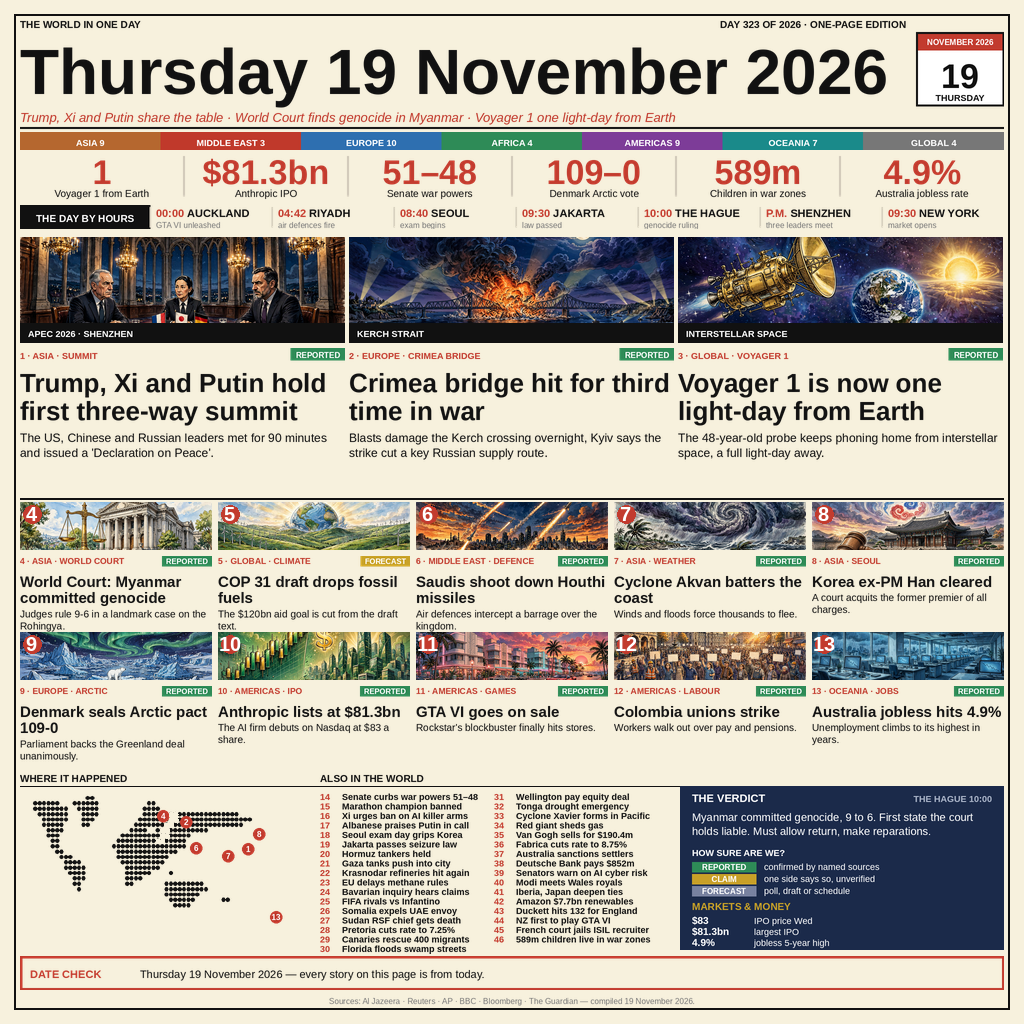 THE WORLD IN ONE DAY
DAY 323 OF 2026 · ONE-PAGE EDITION
Thursday 19 November 2026
NOVEMBER 2026
19
THURSDAY
Trump, Xi and Putin share the table · World Court finds genocide in Myanmar · Voyager 1 one light-day from Earth
ASIA 9
MIDDLE EAST 3
EUROPE 10
AFRICA 4
AMERICAS 9
OCEANIA 7
GLOBAL 4
1
Voyager 1 from Earth
$81.3bn
Anthropic IPO
51–48
Senate war powers
109–0
Denmark Arctic vote
589m
Children in war zones
4.9%
Australia jobless rate
THE DAY BY HOURS
00:00 AUCKLAND
GTA VI unleashed
04:42 RIYADH
air defences fire
08:40 SEOUL
exam begins
09:30 JAKARTA
law passed
10:00 THE HAGUE
genocide ruling
P.M. SHENZHEN
three leaders meet
09:30 NEW YORK
market opens
APEC 2026 · SHENZHEN
KERCH STRAIT
INTERSTELLAR SPACE
1 · ASIA · SUMMIT
REPORTED
Trump, Xi and Putin hold
first three-way summit
The US, Chinese and Russian leaders met for 90 minutes
and issued a 'Declaration on Peace'.
2 · EUROPE · CRIMEA BRIDGE
REPORTED
Crimea bridge hit for third
time in war
Blasts damage the Kerch crossing overnight, Kyiv says the
strike cut a key Russian supply route.
3 · GLOBAL · VOYAGER 1
REPORTED
Voyager 1 is now one
light-day from Earth
The 48-year-old probe keeps phoning home from interstellar
space, a full light-day away.
4
4 · ASIA · WORLD COURT
REPORTED
World Court: Myanmar
committed genocide
Judges rule 9-6 in a landmark case on the
Rohingya.
5
5 · GLOBAL · CLIMATE
FORECAST
COP 31 draft drops fossil
fuels
The $120bn aid goal is cut from the draft
text.
6
6 · MIDDLE EAST · DEFENCE
REPORTED
Saudis shoot down Houthi
missiles
Air defences intercept a barrage over the
kingdom.
7
7 · ASIA · WEATHER
REPORTED
Cyclone Akvan batters the
coast
Winds and floods force thousands to flee.
8
8 · ASIA · SEOUL
REPORTED
Korea ex-PM Han cleared
A court acquits the former premier of all
charges.
9
9 · EUROPE · ARCTIC
REPORTED
Denmark seals Arctic pact
109-0
Parliament backs the Greenland deal
unanimously.
10
10 · AMERICAS · IPO
REPORTED
Anthropic lists at $81.3bn
The AI firm debuts on Nasdaq at $83 a
share.
11
11 · AMERICAS · GAMES
REPORTED
GTA VI goes on sale
Rockstar's blockbuster finally hits stores.
12
12 · AMERICAS · LABOUR
REPORTED
Colombia unions strike
Workers walk out over pay and pensions.
13
13 · OCEANIA · JOBS
REPORTED
Australia jobless hits 4.9%
Unemployment climbs to its highest in
years.
WHERE IT HAPPENED
4
2
8
6
7
1
13
ALSO IN THE WORLD
14 Senate curbs war powers 51–48
15 Marathon champion banned
16 Xi urges ban on AI killer arms
17 Albanese praises Putin in call
18 Seoul exam day grips Korea
19 Jakarta passes seizure law
20 Hormuz tankers held
21 Gaza tanks push into city
22 Krasnodar refineries hit again
23 EU delays methane rules
24 Bavarian inquiry hears claims
25 FIFA rivals vs Infantino
26 Somalia expels UAE envoy
27 Sudan RSF chief gets death
28 Pretoria cuts rate to 7.25%
29 Canaries rescue 400 migrants
30 Florida floods swamp streets
31 Wellington pay equity deal
32 Tonga drought emergency
33 Cyclone Xavier forms in Pacific
34 Red giant sheds gas
35 Van Gogh sells for $190.4m
36 Fabrica cuts rate to 8.75%
37 Australia sanctions settlers
38 Deutsche Bank pays $852m
39 Senators warn on AI cyber risk
40 Modi meets Wales royals
41 Iberia, Japan deepen ties
42 Amazon $7.7bn renewables
43 Duckett hits 132 for England
44 NZ first to play GTA VI
45 French court jails ISIL recruiter
46 589m children live in war zones
THE VERDICT
THE HAGUE 10:00
Myanmar committed genocide, 9 to 6. First state the court
holds liable. Must allow return, make reparations.
HOW SURE ARE WE?
REPORTED confirmed by named sources
CLAIM one side says so, unverified
FORECAST poll, draft or schedule
MARKETS & MONEY
$83 IPO price Wed
$81.3bn largest IPO
4.9% jobless 5-year high
DATE CHECK
Thursday 19 November 2026 — every story on this page is from today.
Sources: Al Jazeera · Reuters · AP · BBC · Bloomberg · The Guardian — compiled 19 November 2026.